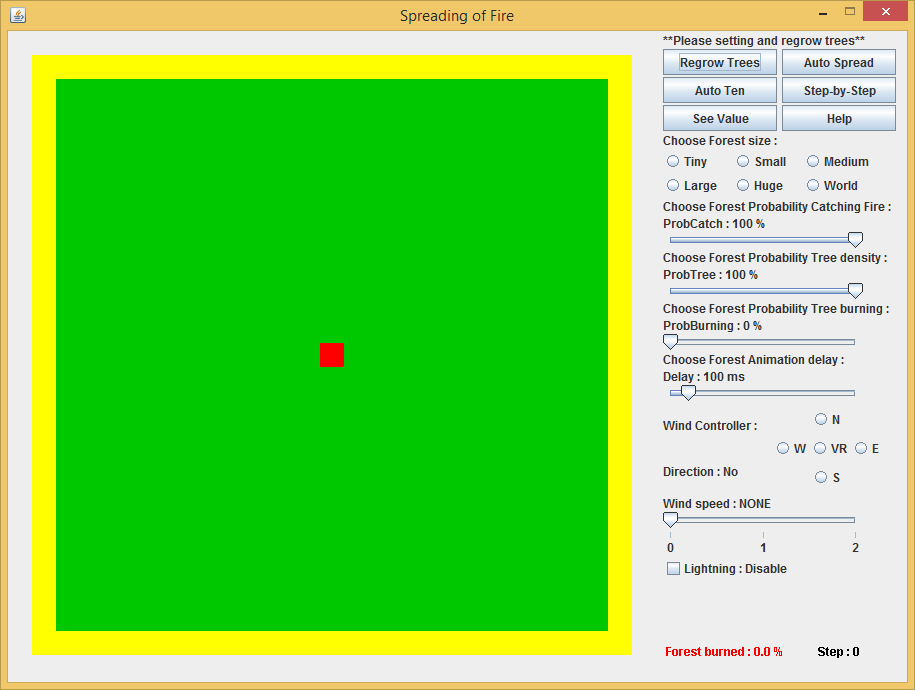 Spreading of Fire
**Please setting and regrow trees**
Regrow Trees Auto Spread
Auto Ten Step-by-Step
See Value Help
Choose Forest size :
Tiny Small Medium
Large Huge World
Choose Forest Probability Catching Fire :
ProbCatch : 100 %
Choose Forest Probability Tree density :
ProbTree : 100 %
Choose Forest Probability Tree burning :
ProbBurning : 0 %
Choose Forest Animation delay :
Delay : 100 ms
N
Wind Controller :
W VR E
Direction : No
S
Wind speed : NONE
0 1 2
Lightning : Disable
Forest burned : 0.0 % Step : 0